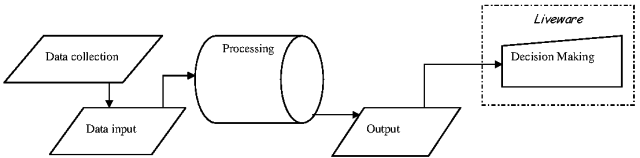 Liveware
Processing
Data collection
Decision Making
Data input
Output